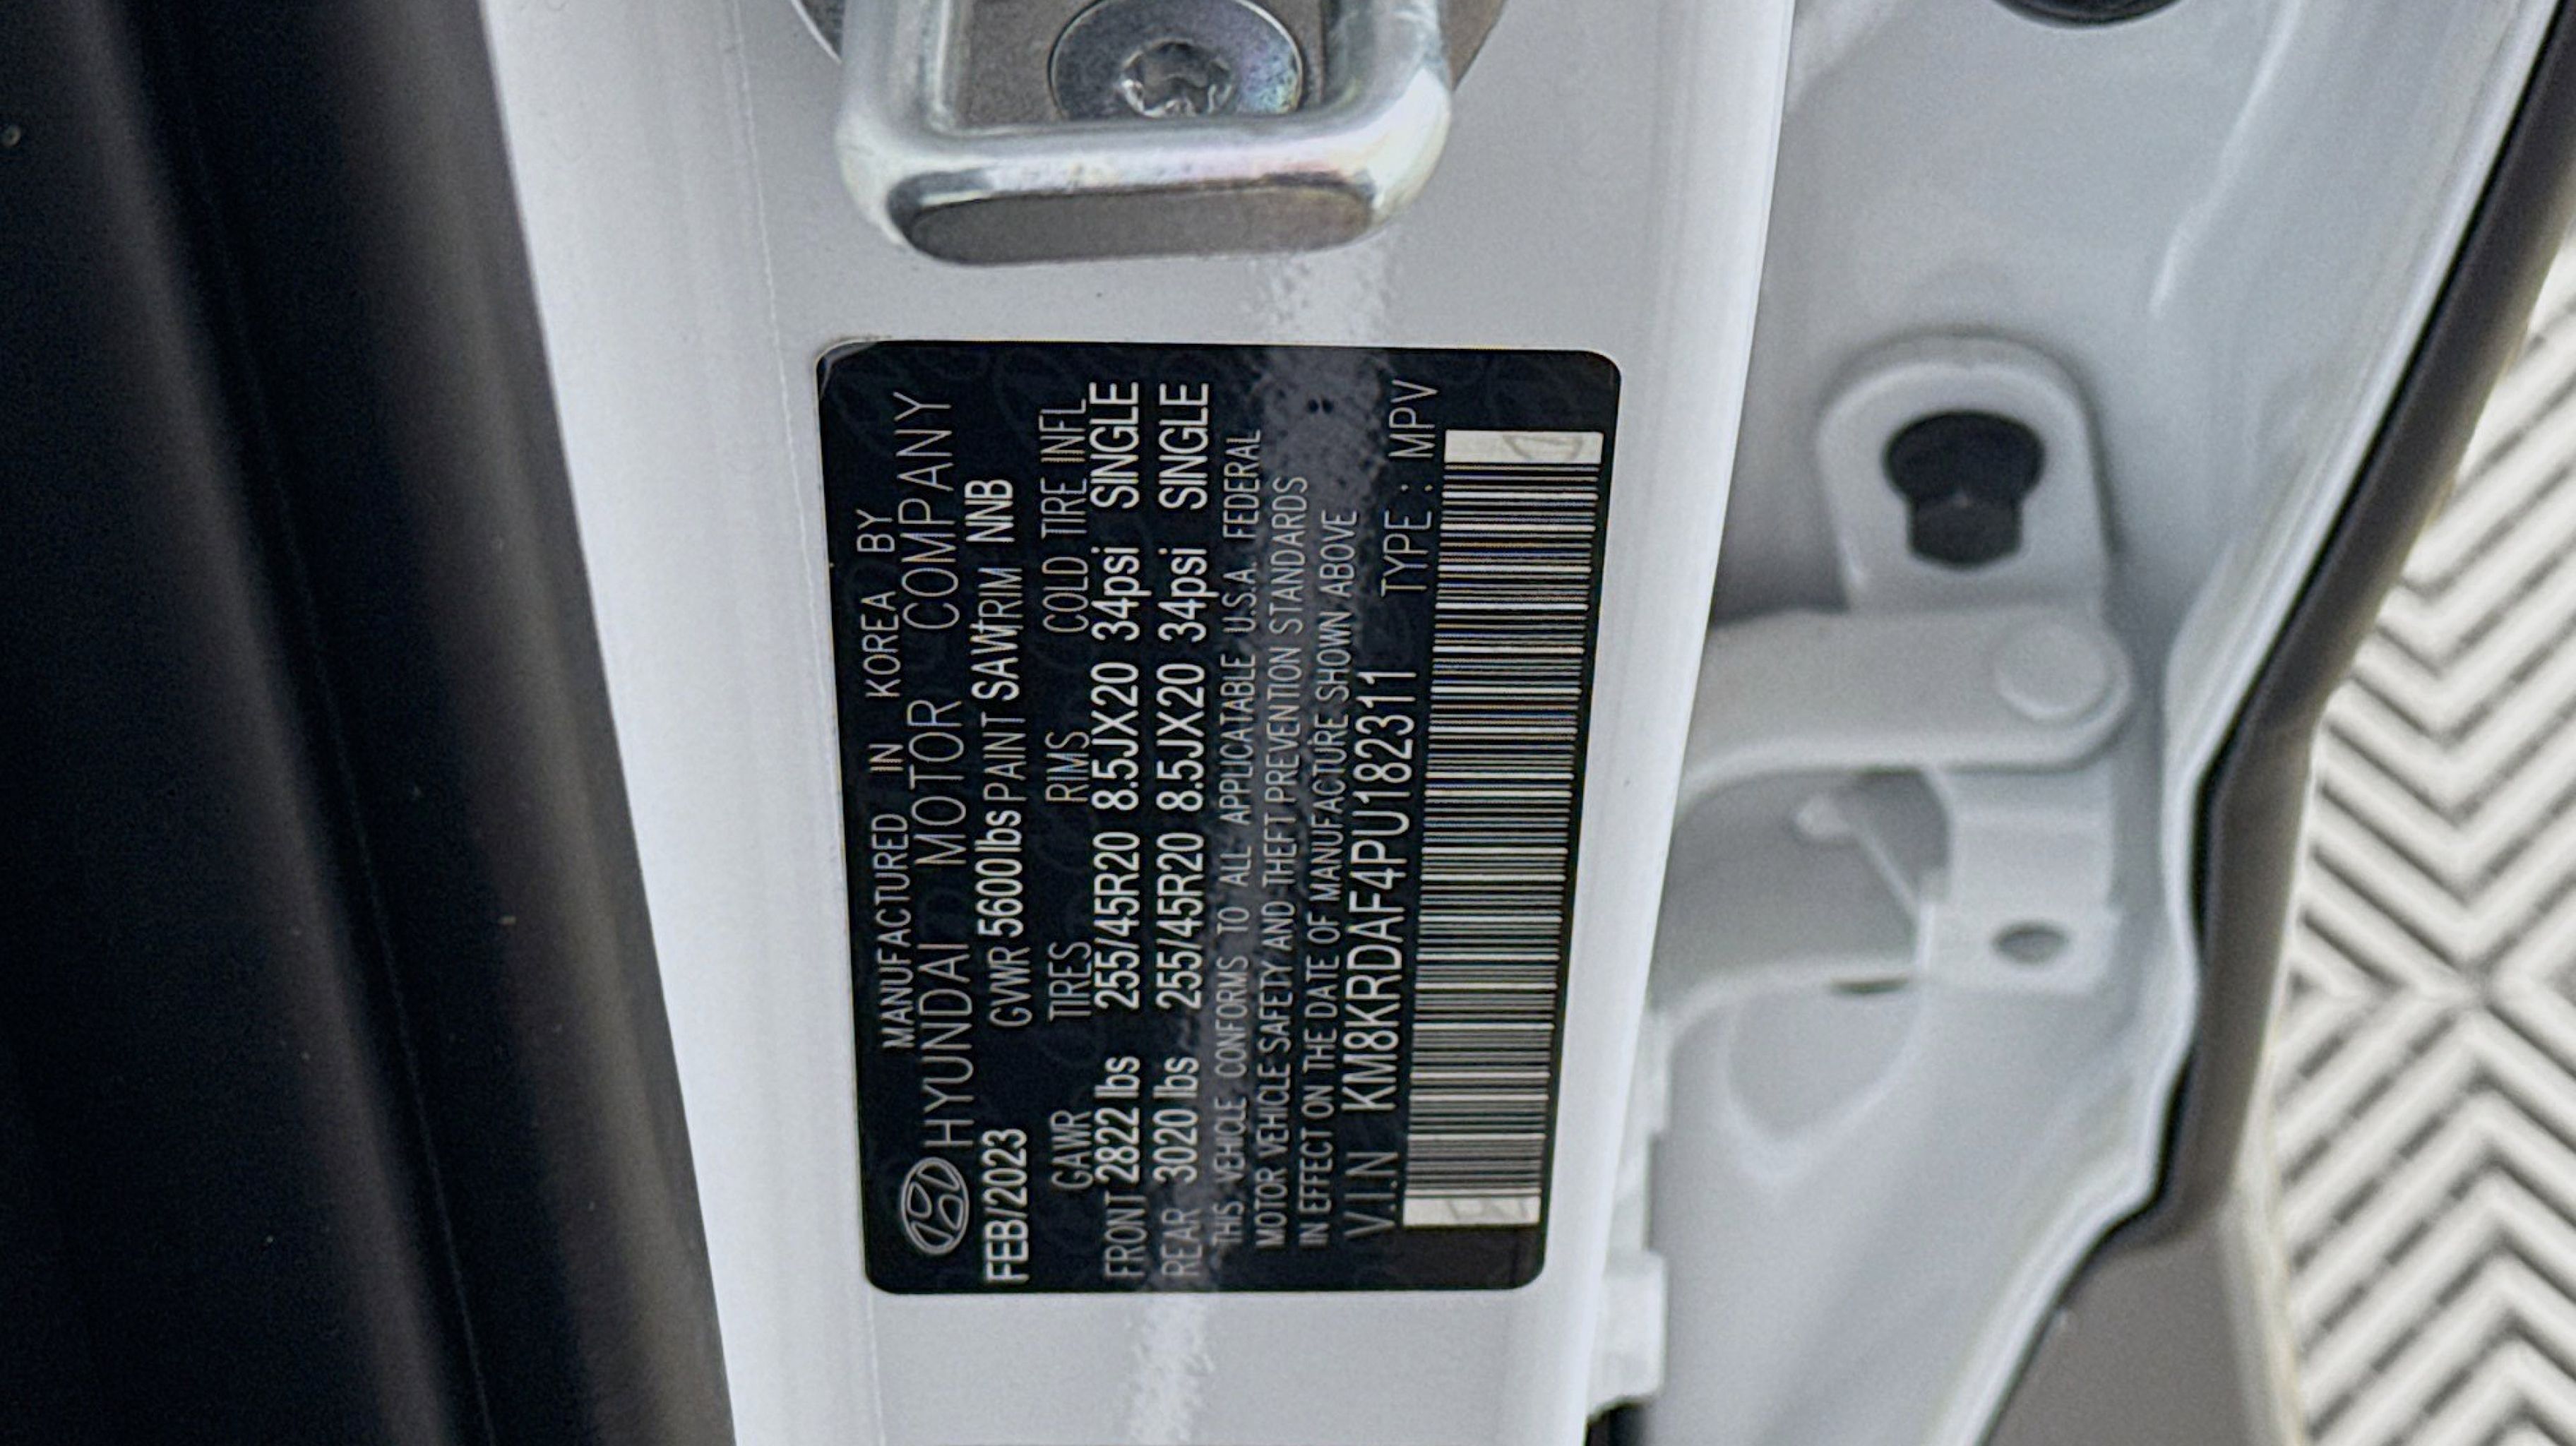 MANUFACTURED IN KOREA BY
HYUNDAI MOTOR COMPANY
FEB/2023 GVWR 5600 lbs PAINT SAW TRIM NNB
GAWR TIRES RIMS COLD TIRE INFL
FRONT 2822 lbs 255/45R20 8.5JX20 34psi SINGLE
REAR 3020 lbs 255/45R20 8.5JX20 34psi SINGLE
THIS VEHICLE CONFORMS TO ALL APPLICATABLE U.S.A. FEDERAL
MOTOR VEHICLE SAFETY AND THEFT PREVENTION STANDARDS
IN EFFECT ON THE DATE OF MANUFACTURE SHOWN ABOVE
V.I.N KM8KRDAF4PU182311 TYPE : MPV